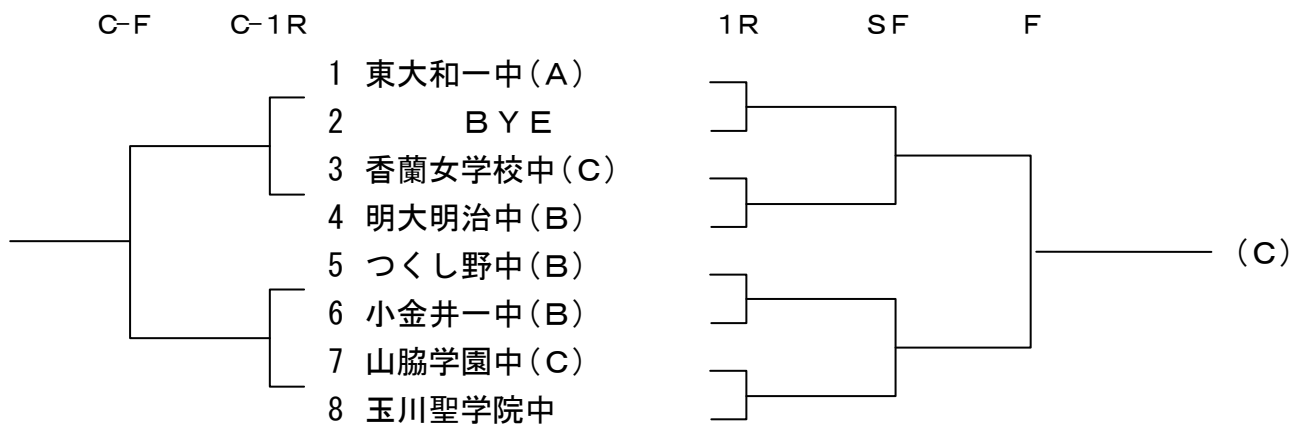 C-F C-1R 1R SF F
1 東大和一中(A)
2 BYE
3 香蘭女学校中(C)
4 明大明治中(B)
5 つくし野中(B)
(C)
6 小金井一中(B)
7 山脇学園中(C)
8 玉川聖学院中